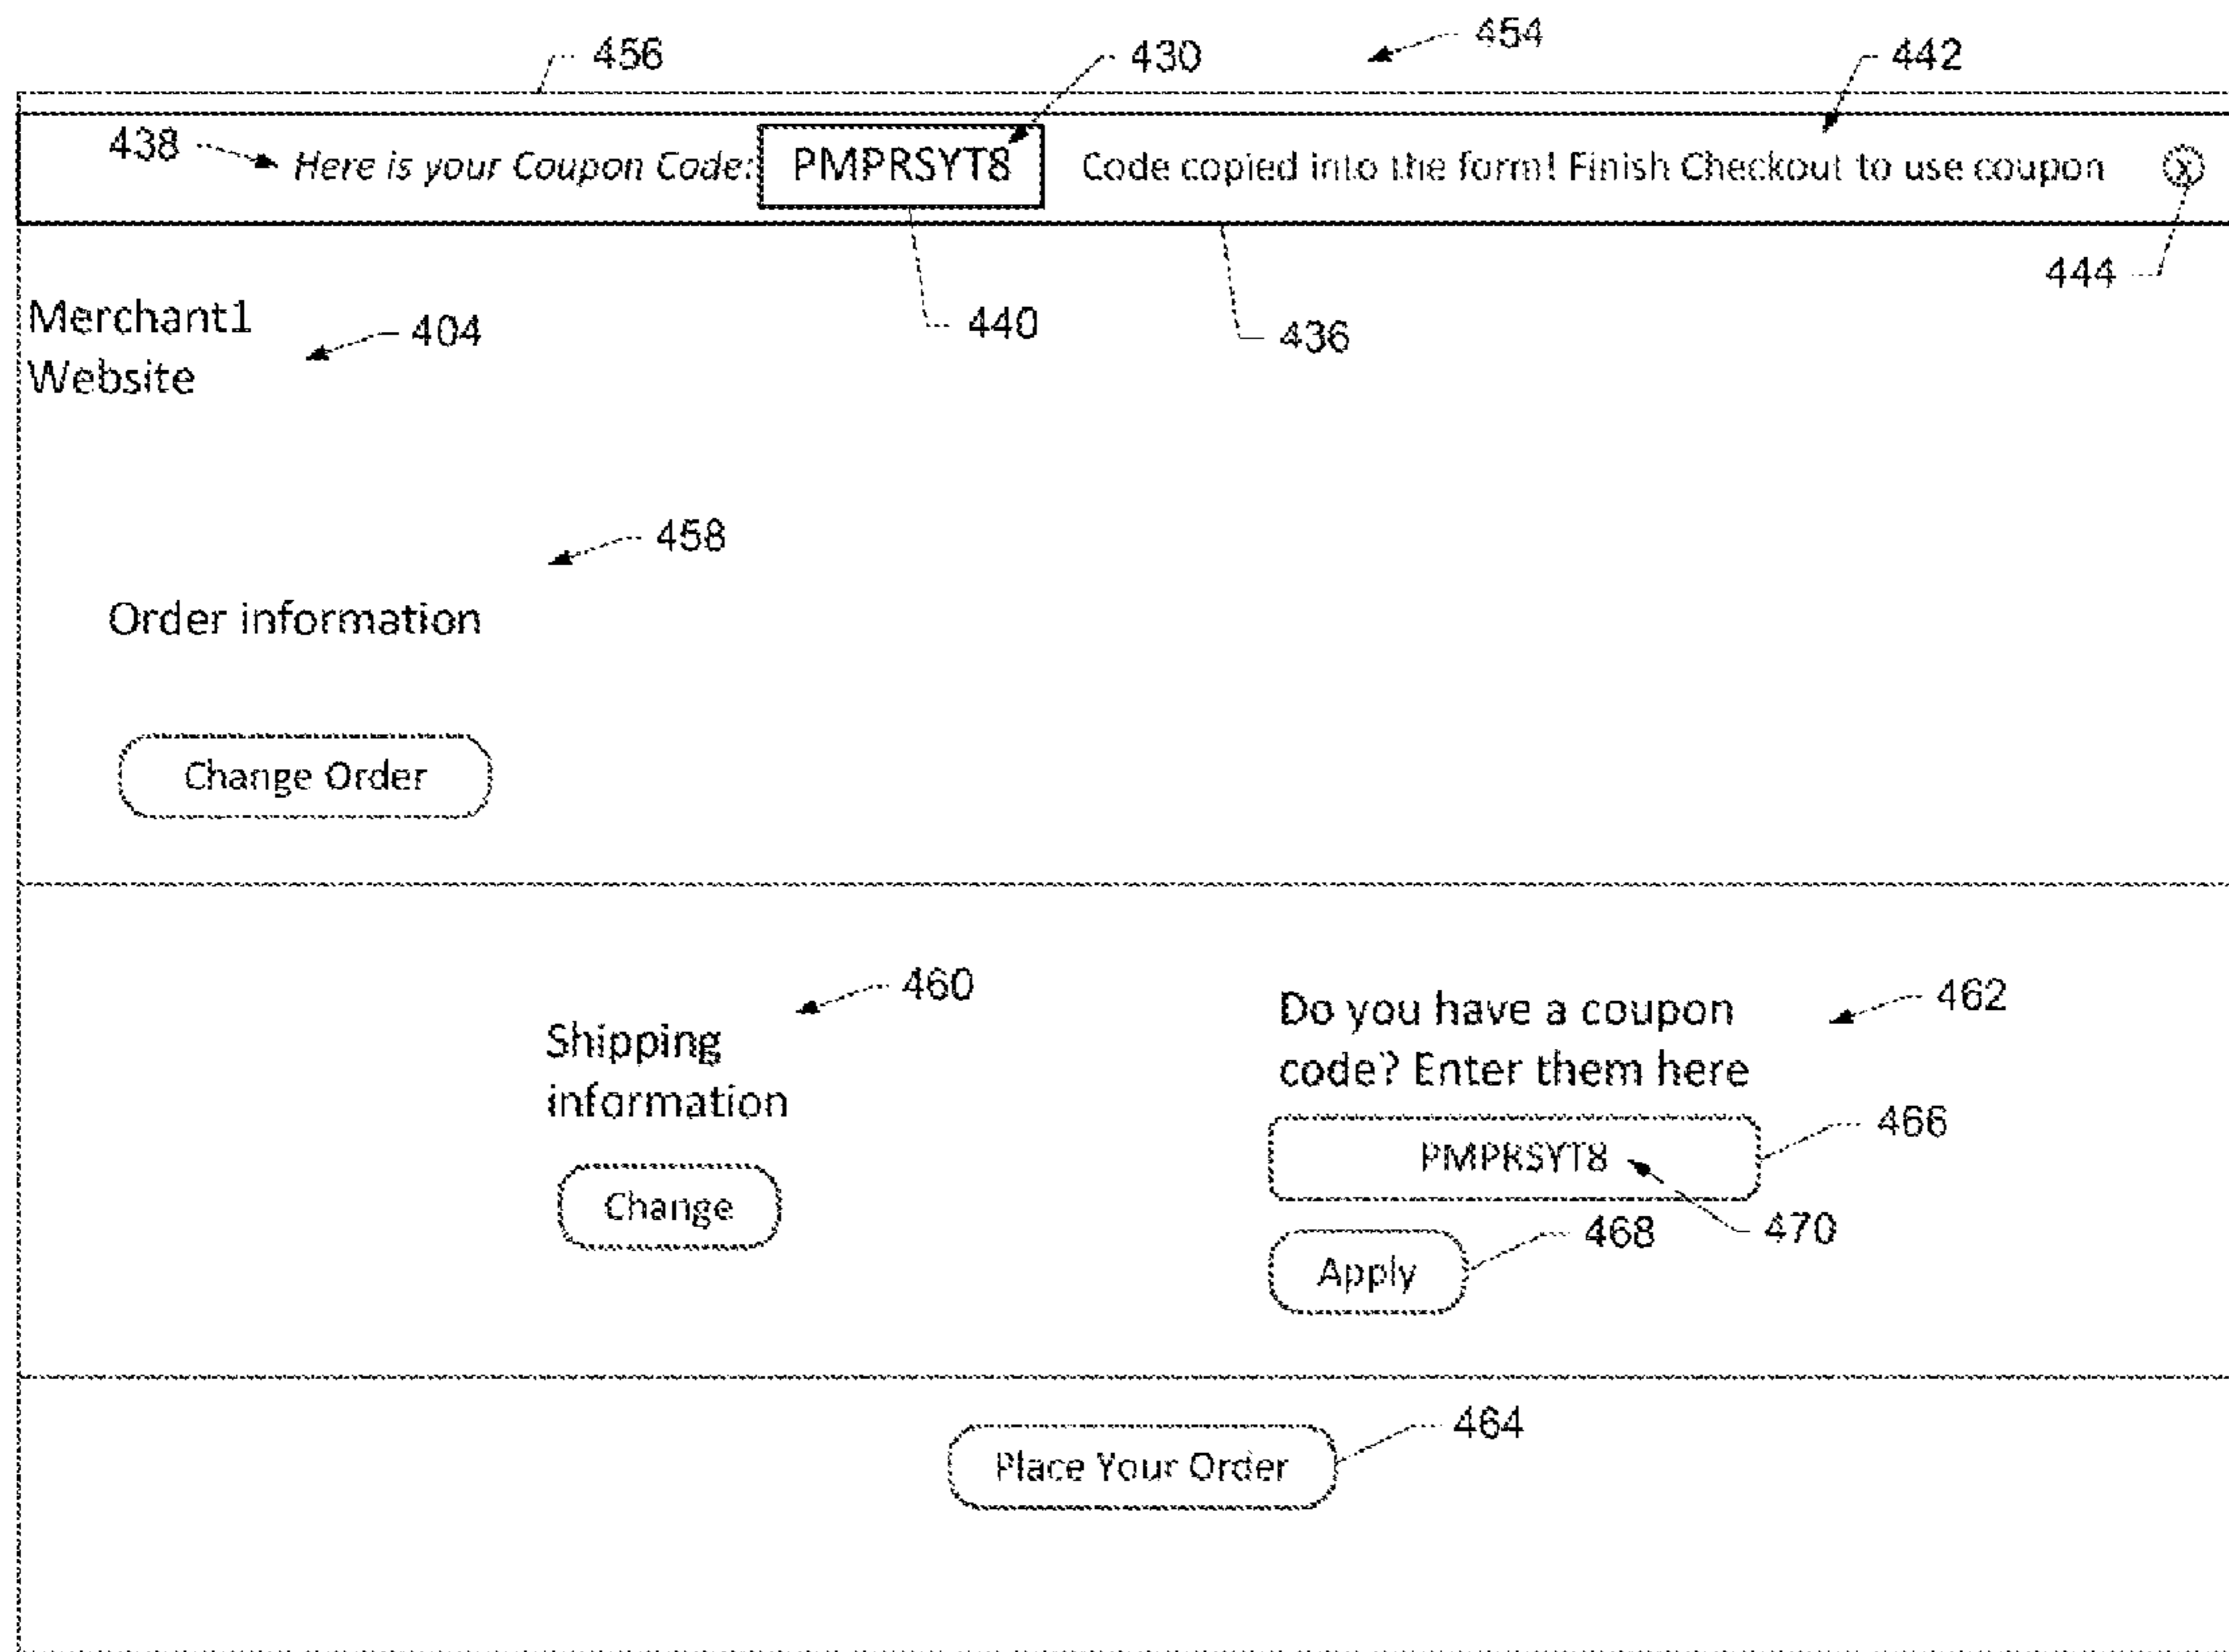 456
430
454
442
438
Here is your Coupon Code:
PMPRSYT8
Code copied into the form! Finish Checkout to use coupon
X
444
Merchant1
Website
404
440
436
458
Order information
Change Order
460
Shipping
information
Change
462
Do you have a coupon
code? Enter them here
466
PMPRSYT8
470
468
Apply
464
Place Your Order